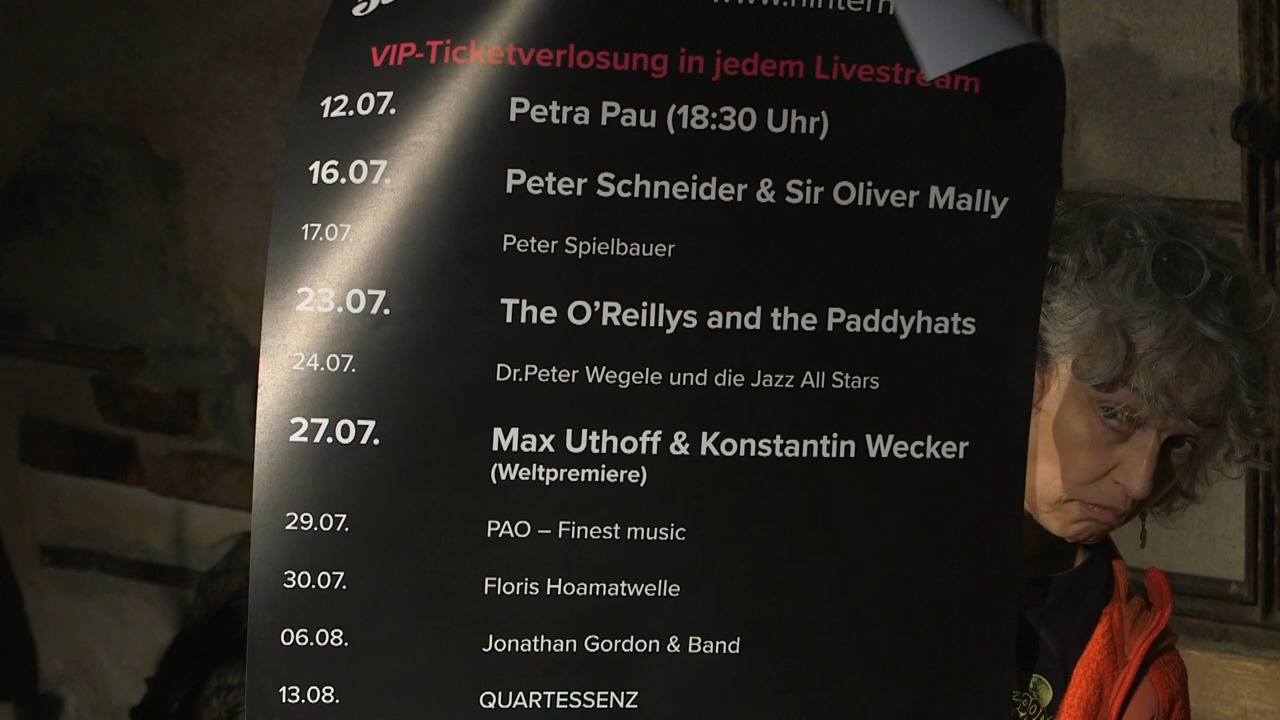 VIP-Ticketverlosung in jedem Livestream
12.07. Petra Pau (18:30 Uhr)
16.07. Peter Schneider & Sir Oliver Mally
17.07. Peter Spielbauer
23.07. The O’Reillys and the Paddyhats
24.07. Dr.Peter Wegele und die Jazz All Stars
27.07. Max Uthoff & Konstantin Wecker
(Weltpremiere)
29.07. PAO – Finest music
30.07. Floris Hoamatwelle
06.08. Jonathan Gordon & Band
13.08. QUARTESSENZ